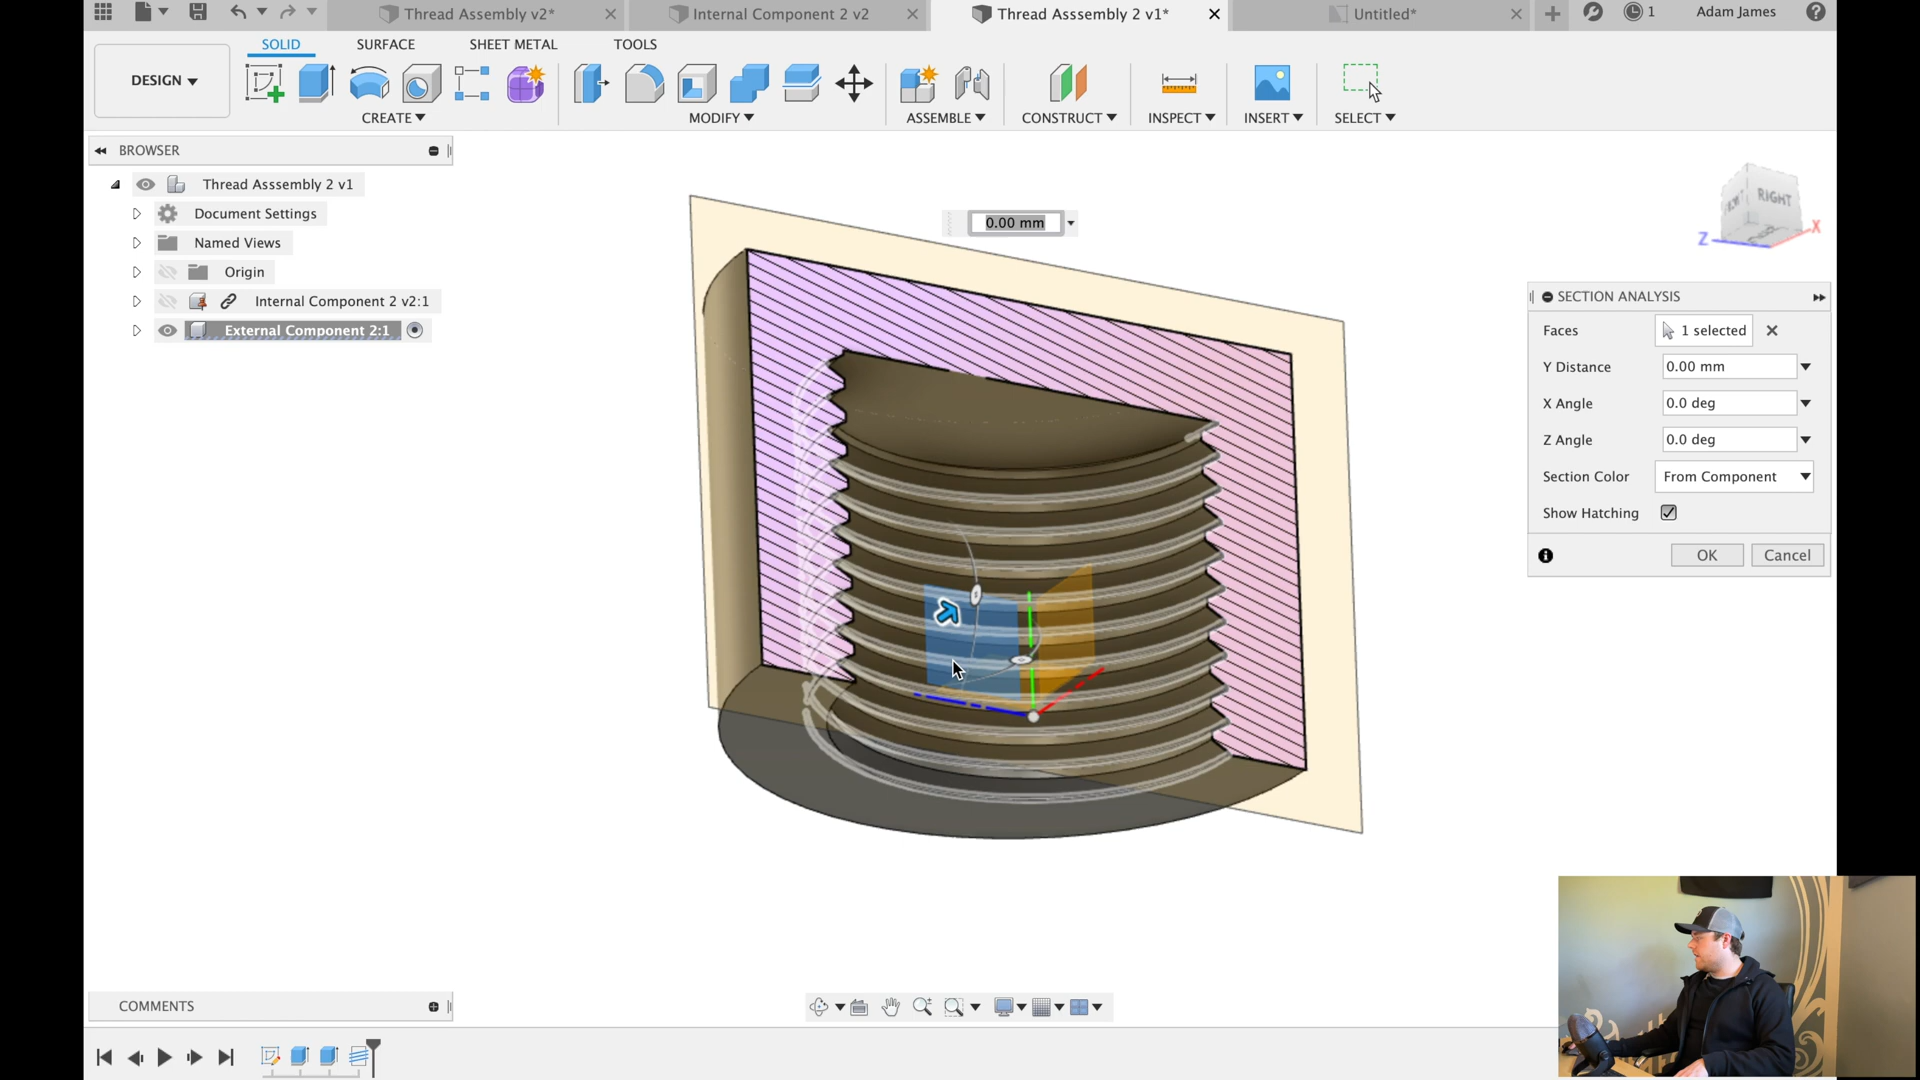 Thread Assembly v2*
Internal Component 2 v2
Thread Asssembly 2 v1*
Untitled*
1
Adam James
SOLID
SURFACE
SHEET METAL
TOOLS
DESIGN
CREATE
MODIFY
ASSEMBLE
CONSTRUCT
INSPECT
INSERT
SELECT
BROWSER
Thread Asssembly 2 v1
Document Settings
Named Views
Origin
Internal Component 2 v2:1
External Component 2:1
0.00 mm
RIGHT
Z
X
SECTION ANALYSIS
Faces
1 selected
Y Distance
0.00 mm
X Angle
0.0 deg
Z Angle
0.0 deg
Section Color
From Component
Show Hatching
OK
Cancel
COMMENTS